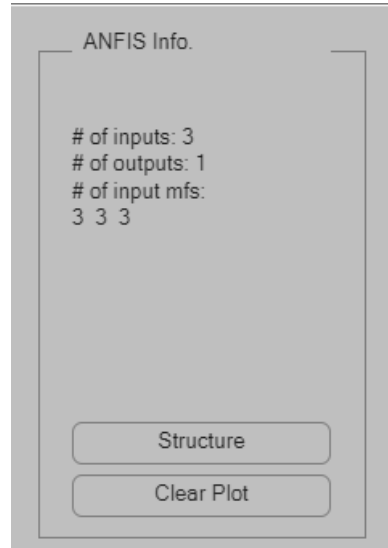 ANFIS Info.
# of inputs: 3
# of outputs: 1
# of input mfs:
3 3 3
Structure
Clear Plot